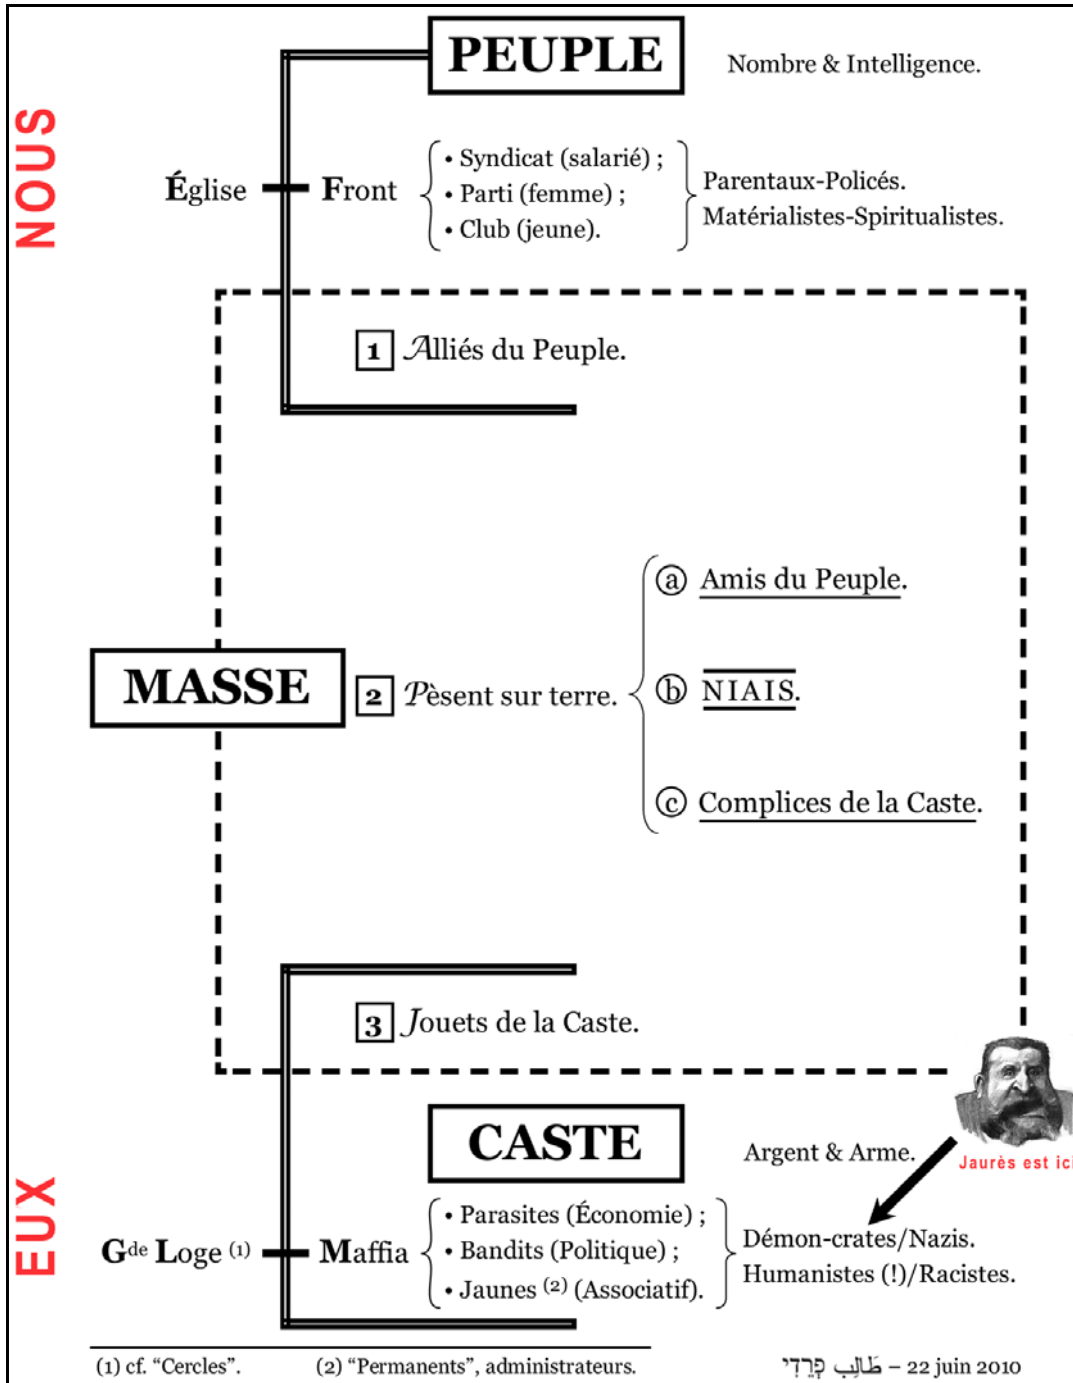 NOUS
PEUPLE
Nombre & Intelligence.
Église
Front
• Syndicat (salarié) ;
• Parti (femme) ;
• Club (jeune).
Parentaux-Policés.
Matérialistes-Spiritualistes.
1 Alliés du Peuple.
MASSE
2 Pèsent sur terre.
a Amis du Peuple.
b NIAIS.
c Complices de la Caste.
3 Jouets de la Caste.
EUX
CASTE
Argent & Arme.
Jaurès est ici
Gde Loge (1)
Maffia
• Parasites (Économie) ;
• Bandits (Politique) ;
• Jaunes (2) (Associatif).
Démon-crates/Nazis.
Humanistes (!)/Racistes.
(1) cf. “Cercles”.
(2) “Permanents”, administrateurs.
– 22 juin 2010